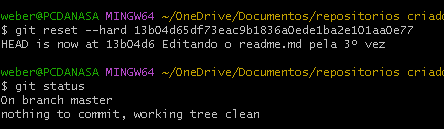 weber@PCDANASA MINGW64 ~/OneDrive/Documentos/repositorios criad
$ git reset --hard 13b04d65df73eac9b1836a0ede1ba2e101aa0e77
HEAD is now at 13b04d6 Editando o readme.md pela 3º vez
weber@PCDANASA MINGW64 ~/OneDrive/Documentos/repositorios criad
$ git status
On branch master
nothing to commit, working tree clean